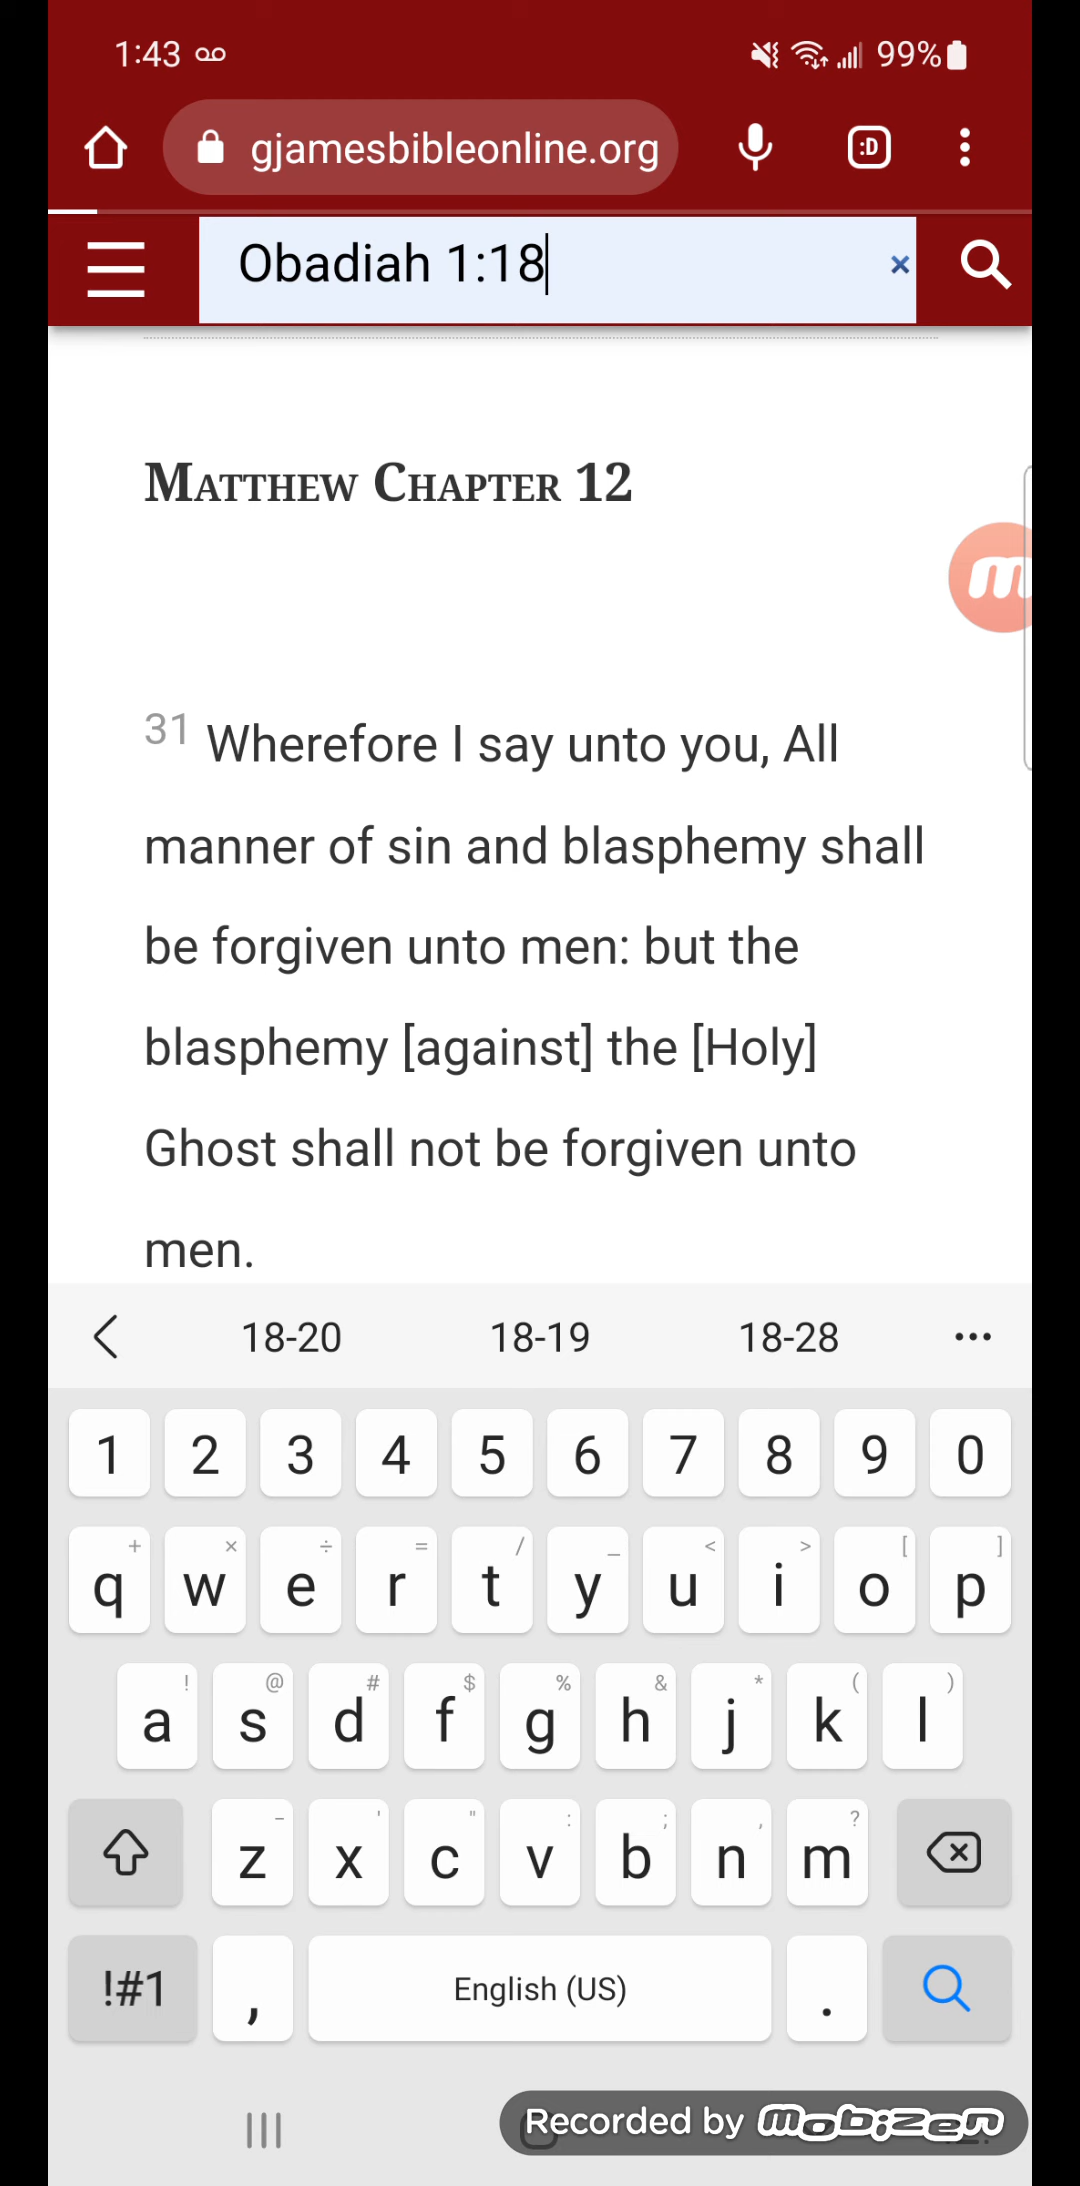 1:43
99%
gjamesbibleonline.org
:D
Obadiah 1:18
×
MATTHEW CHAPTER 12
m
31 Wherefore I say unto you, All
manner of sin and blasphemy shall
be forgiven unto men: but the
blasphemy [against] the [Holy]
Ghost shall not be forgiven unto
men.
18-20 18-19 18-28 ...
1 2 3 4 5 6 7 8 9 0
+ × ÷ = / _ < > [ ]
q w e r t y u i o p
! @ # $ % & * ( )
a s d f g h j k l
- ' " : ; , ?
z x c v b n m
!#1 , English (US) .
Recorded by mobizen